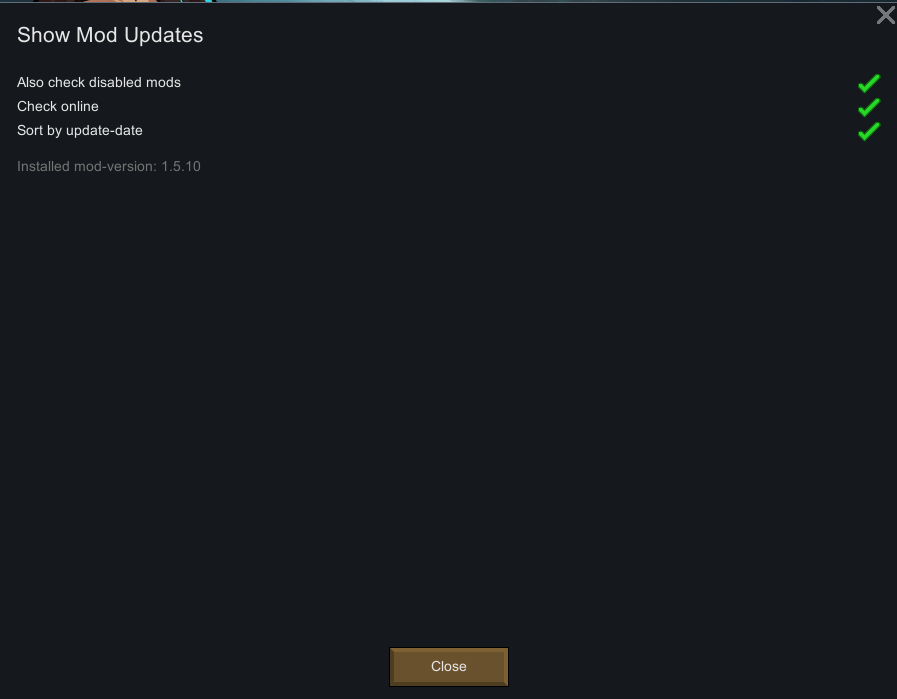 Show Mod Updates
Also check disabled mods
Check online
Sort by update-date
Installed mod-version: 1.5.10
Close